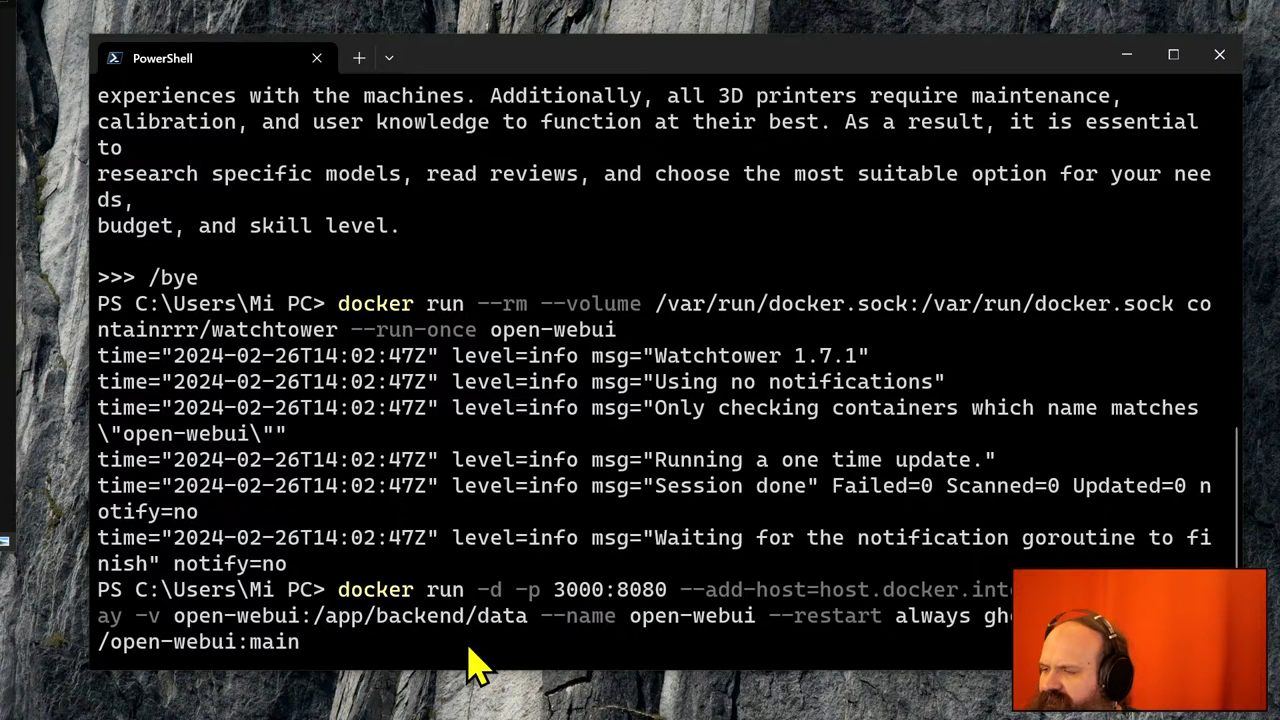 PowerShell
experiences with the machines. Additionally, all 3D printers require maintenance,
calibration, and user knowledge to function at their best. As a result, it is essential
to
research specific models, read reviews, and choose the most suitable option for your nee
ds,
budget, and skill level.
>>> /bye
PS C:\Users\Mi PC> docker run --rm --volume /var/run/docker.sock:/var/run/docker.sock co
ntainrrr/watchtower --run-once open-webui
time="2024-02-26T14:02:47Z" level=info msg="Watchtower 1.7.1"
time="2024-02-26T14:02:47Z" level=info msg="Using no notifications"
time="2024-02-26T14:02:47Z" level=info msg="Only checking containers which name matches
\"open-webui\""
time="2024-02-26T14:02:47Z" level=info msg="Running a one time update."
time="2024-02-26T14:02:47Z" level=info msg="Session done" Failed=0 Scanned=0 Updated=0 n
otify=no
time="2024-02-26T14:02:47Z" level=info msg="Waiting for the notification goroutine to fi
nish" notify=no
PS C:\Users\Mi PC> docker run -d -p 3000:8080 --add-host=host.docker.int
ay -v open-webui:/app/backend/data --name open-webui --restart always gh
/open-webui:main